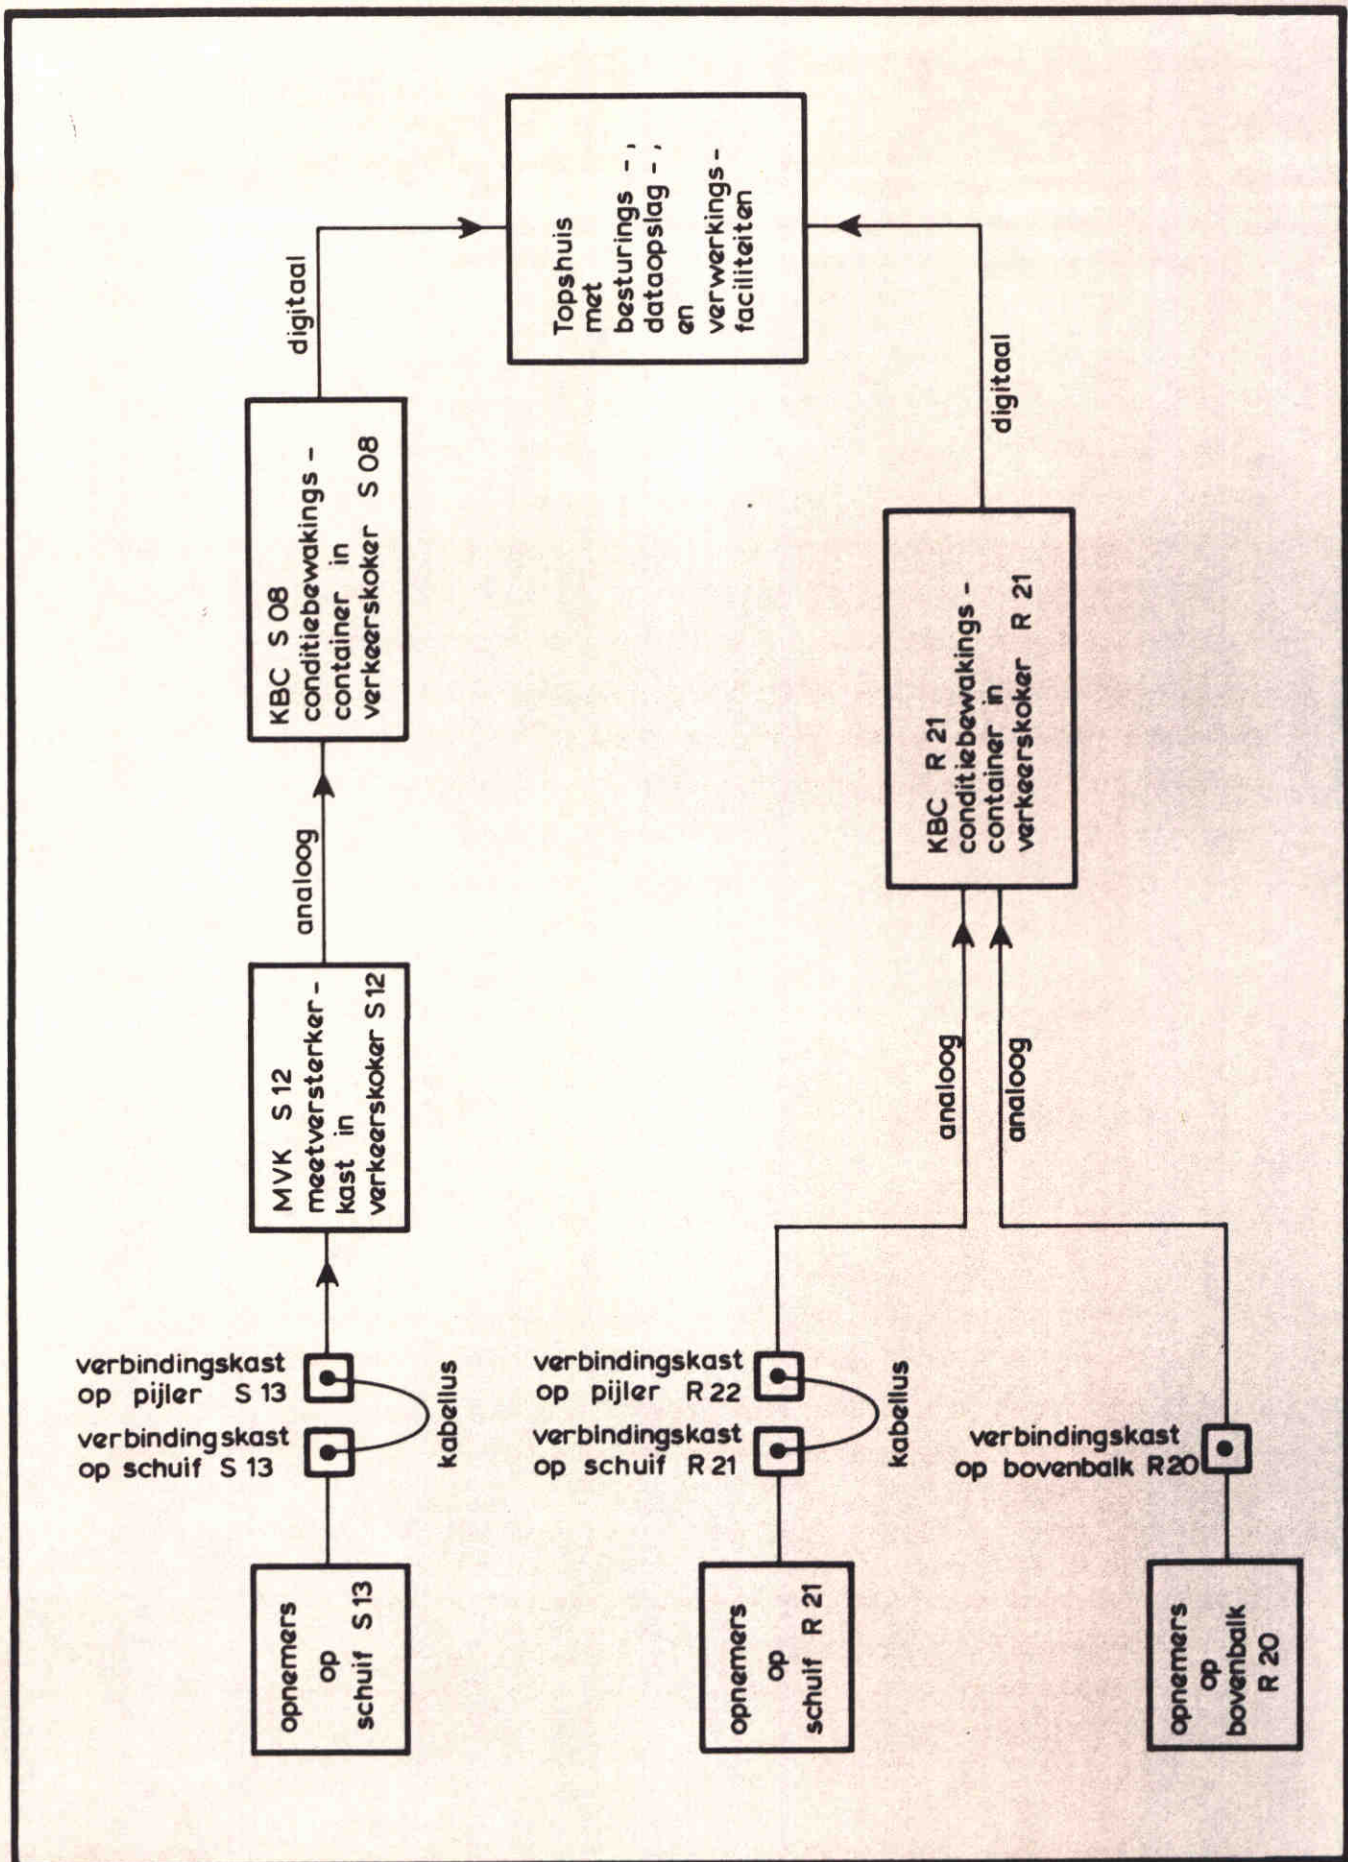 opnemers
op
schuif S 13
verbindingskast
op schuif S 13
verbindingskast
op pijler S 13
kabellus
MVK S 12
meetversterker-
kast in
verkeerskoker S 12
analoog
KBC S 08
conditiebewakings-
container in
verkeerskoker S 08
digitaal
Topshuis
met
besturings-,
dataopslag-,
en
verwerkings-
faciliteiten
opnemers
op
schuif R 21
verbindingskast
op schuif R 21
verbindingskast
op pijler R 22
kabellus
analoog
analoog
KBC R 21
conditiebewakings-
container in
verkeerskoker R 21
digitaal
opnemers
op
bovenbalk
R 20
verbindingskast
op bovenbalk R20